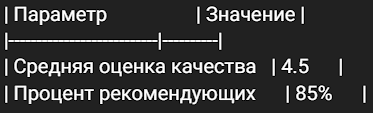 | Параметр | Значение |
|---------------------------|----------|
| Средняя оценка качества | 4.5 |
| Процент рекомендующих | 85% |